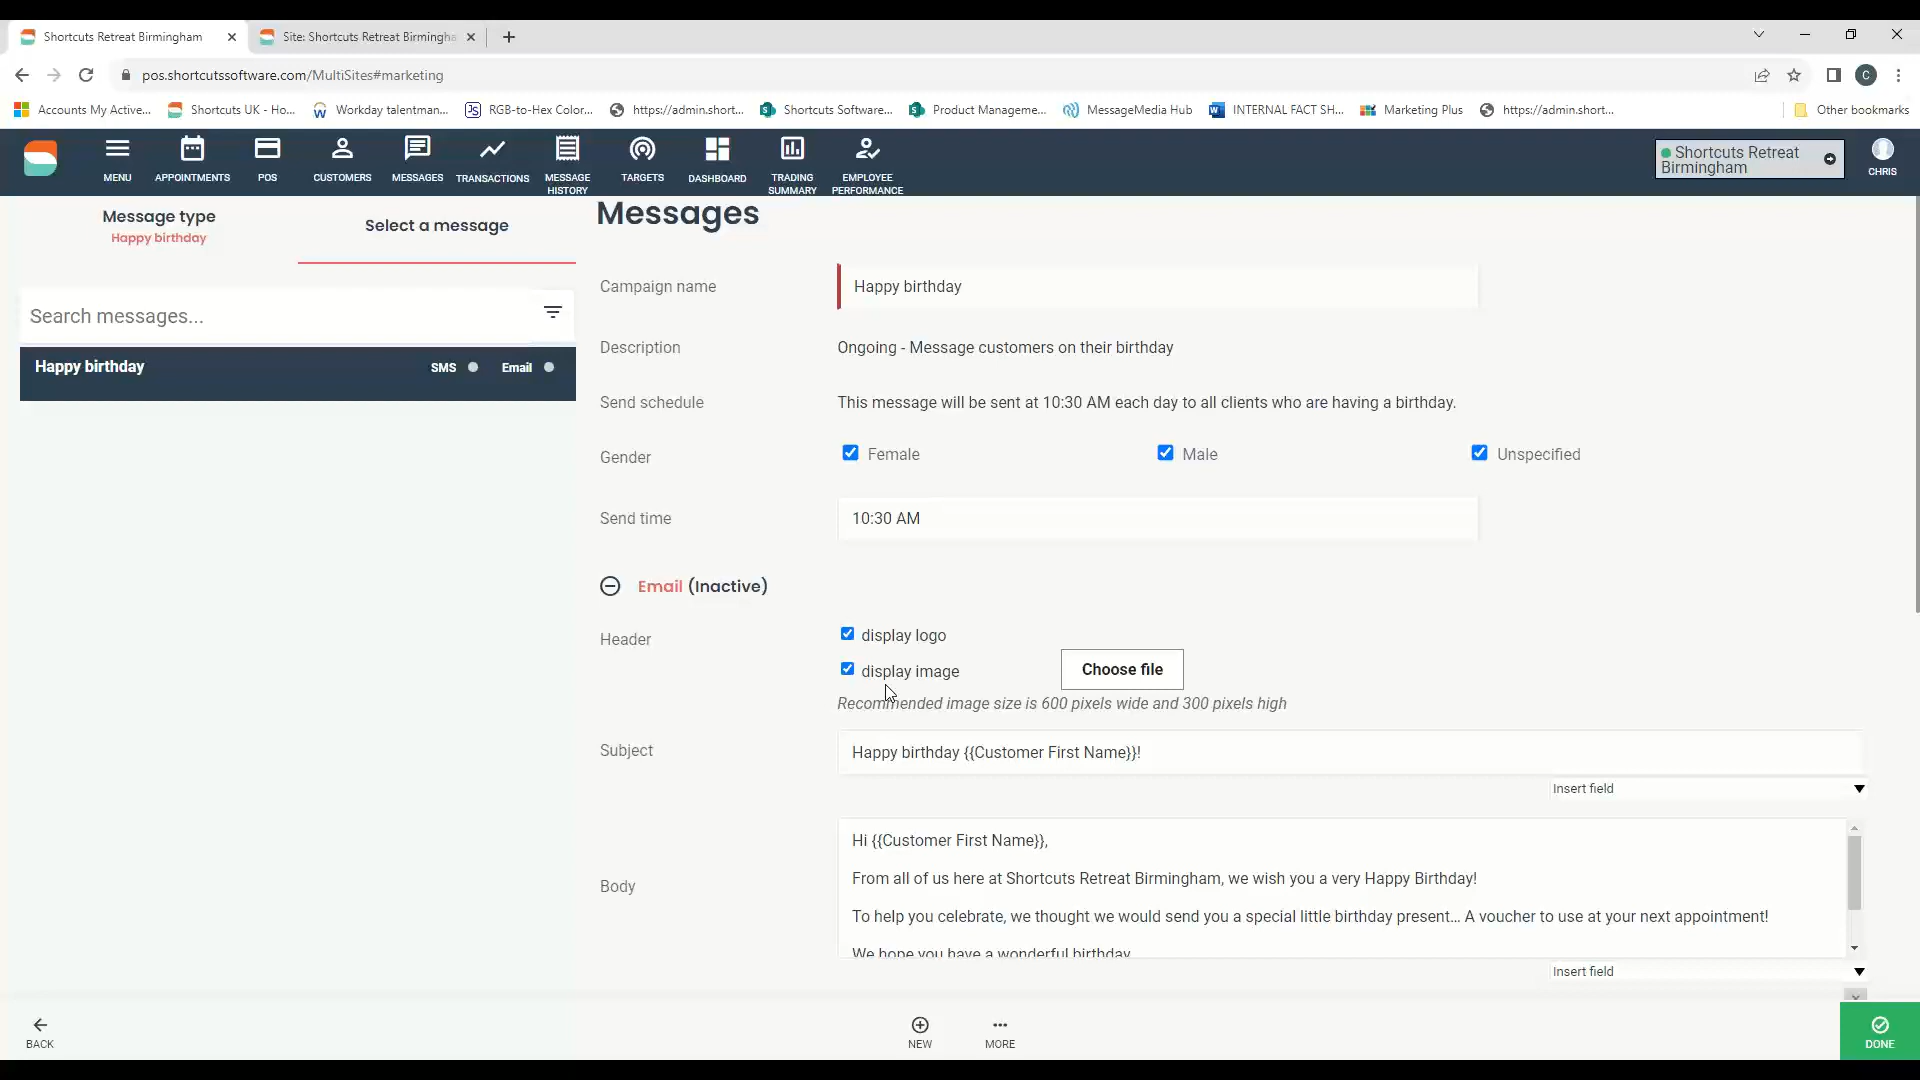 Shortcuts Retreat Birmingham
Site: Shortcuts Retreat Birmingha
pos.shortcutssoftware.com/MultiSites#marketing
C
Accounts My Active...
Shortcuts UK - Ho...
Workday talentman...
JS
RGB-to-Hex Color...
https://admin.short...
Shortcuts Software...
Product Manageme...
MessageMedia Hub
INTERNAL FACT SH...
Marketing Plus
https://admin.short...
Other bookmarks
MENU
APPOINTMENTS
POS
CUSTOMERS
MESSAGES
TRANSACTIONS
MESSAGE
HISTORY
TARGETS
DASHBOARD
TRADING
SUMMARY
EMPLOYEE
PERFORMANCE
Shortcuts Retreat
Birmingham
CHRIS
Message type
Happy birthday
Select a message
Search messages...
Happy birthday
SMS
Email
Messages
Campaign name
Happy birthday
Description
Ongoing - Message customers on their birthday
Send schedule
This message will be sent at 10:30 AM each day to all clients who are having a birthday.
Gender
Female
Male
Unspecified
Send time
10:30 AM
Email (Inactive)
Header
display logo
display image
Choose file
Recommended image size is 600 pixels wide and 300 pixels high
Subject
Happy birthday {{Customer First Name}}!
Insert field
Body
Hi {{Customer First Name}},
From all of us here at Shortcuts Retreat Birmingham, we wish you a very Happy Birthday!
To help you celebrate, we thought we would send you a special little birthday present... A voucher to use at your next appointment!
We hope you have a wonderful birthday
Insert field
BACK
NEW
MORE
DONE